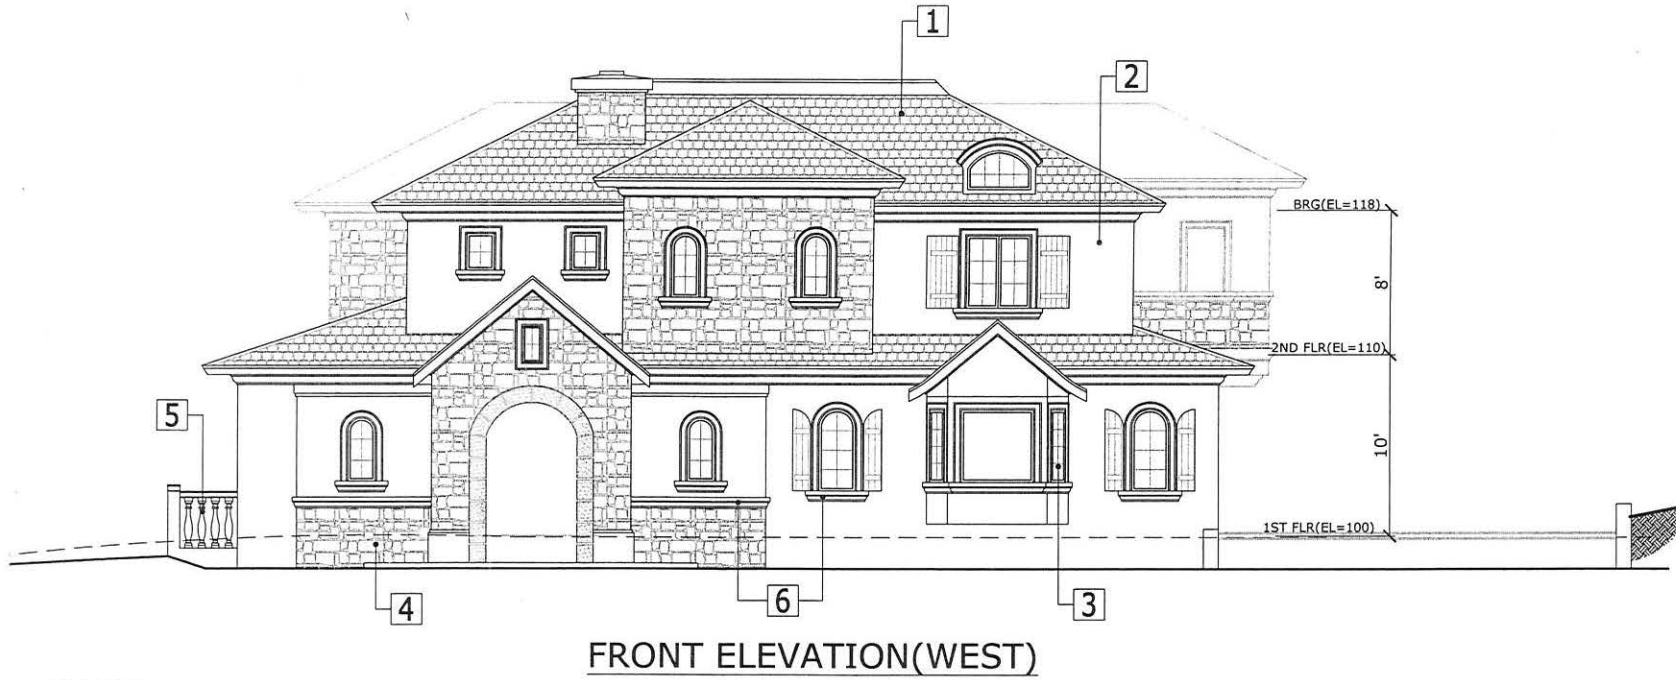 1
2
BRG(EL=118)
8'
2ND FLR(EL=110)
5
10'
1ST FLR(EL=100)
4
6
3
FRONT ELEVATION(WEST)